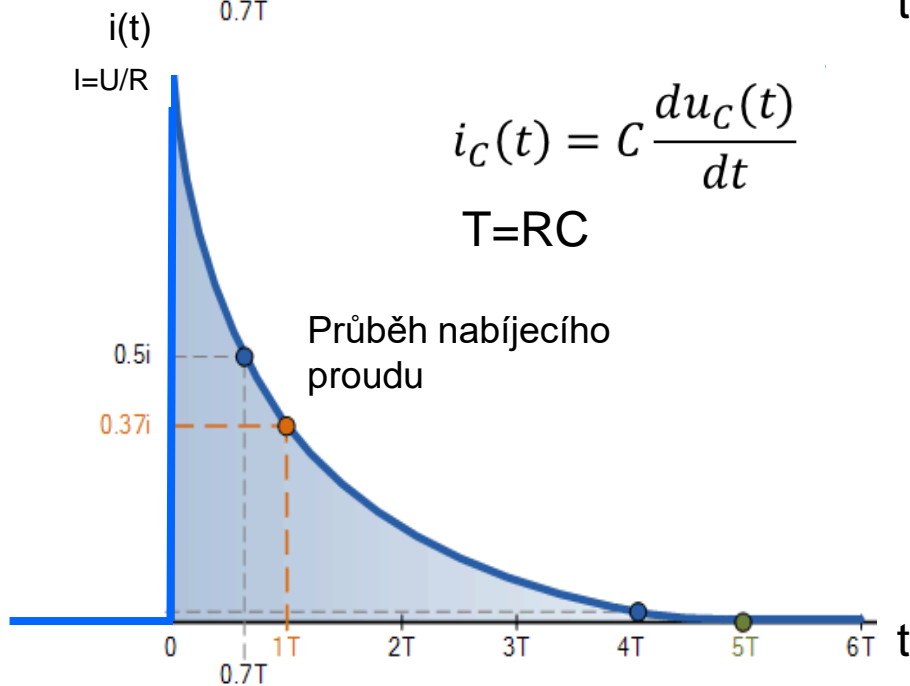 0.7T
t
i(t)
I=U/R
i_C(t) = C du_C(t)/dt
T=RC
Průběh nabíjecího
proudu
0.5i
0.37i
0 1T 2T 3T 4T 5T 6T t
0.7T